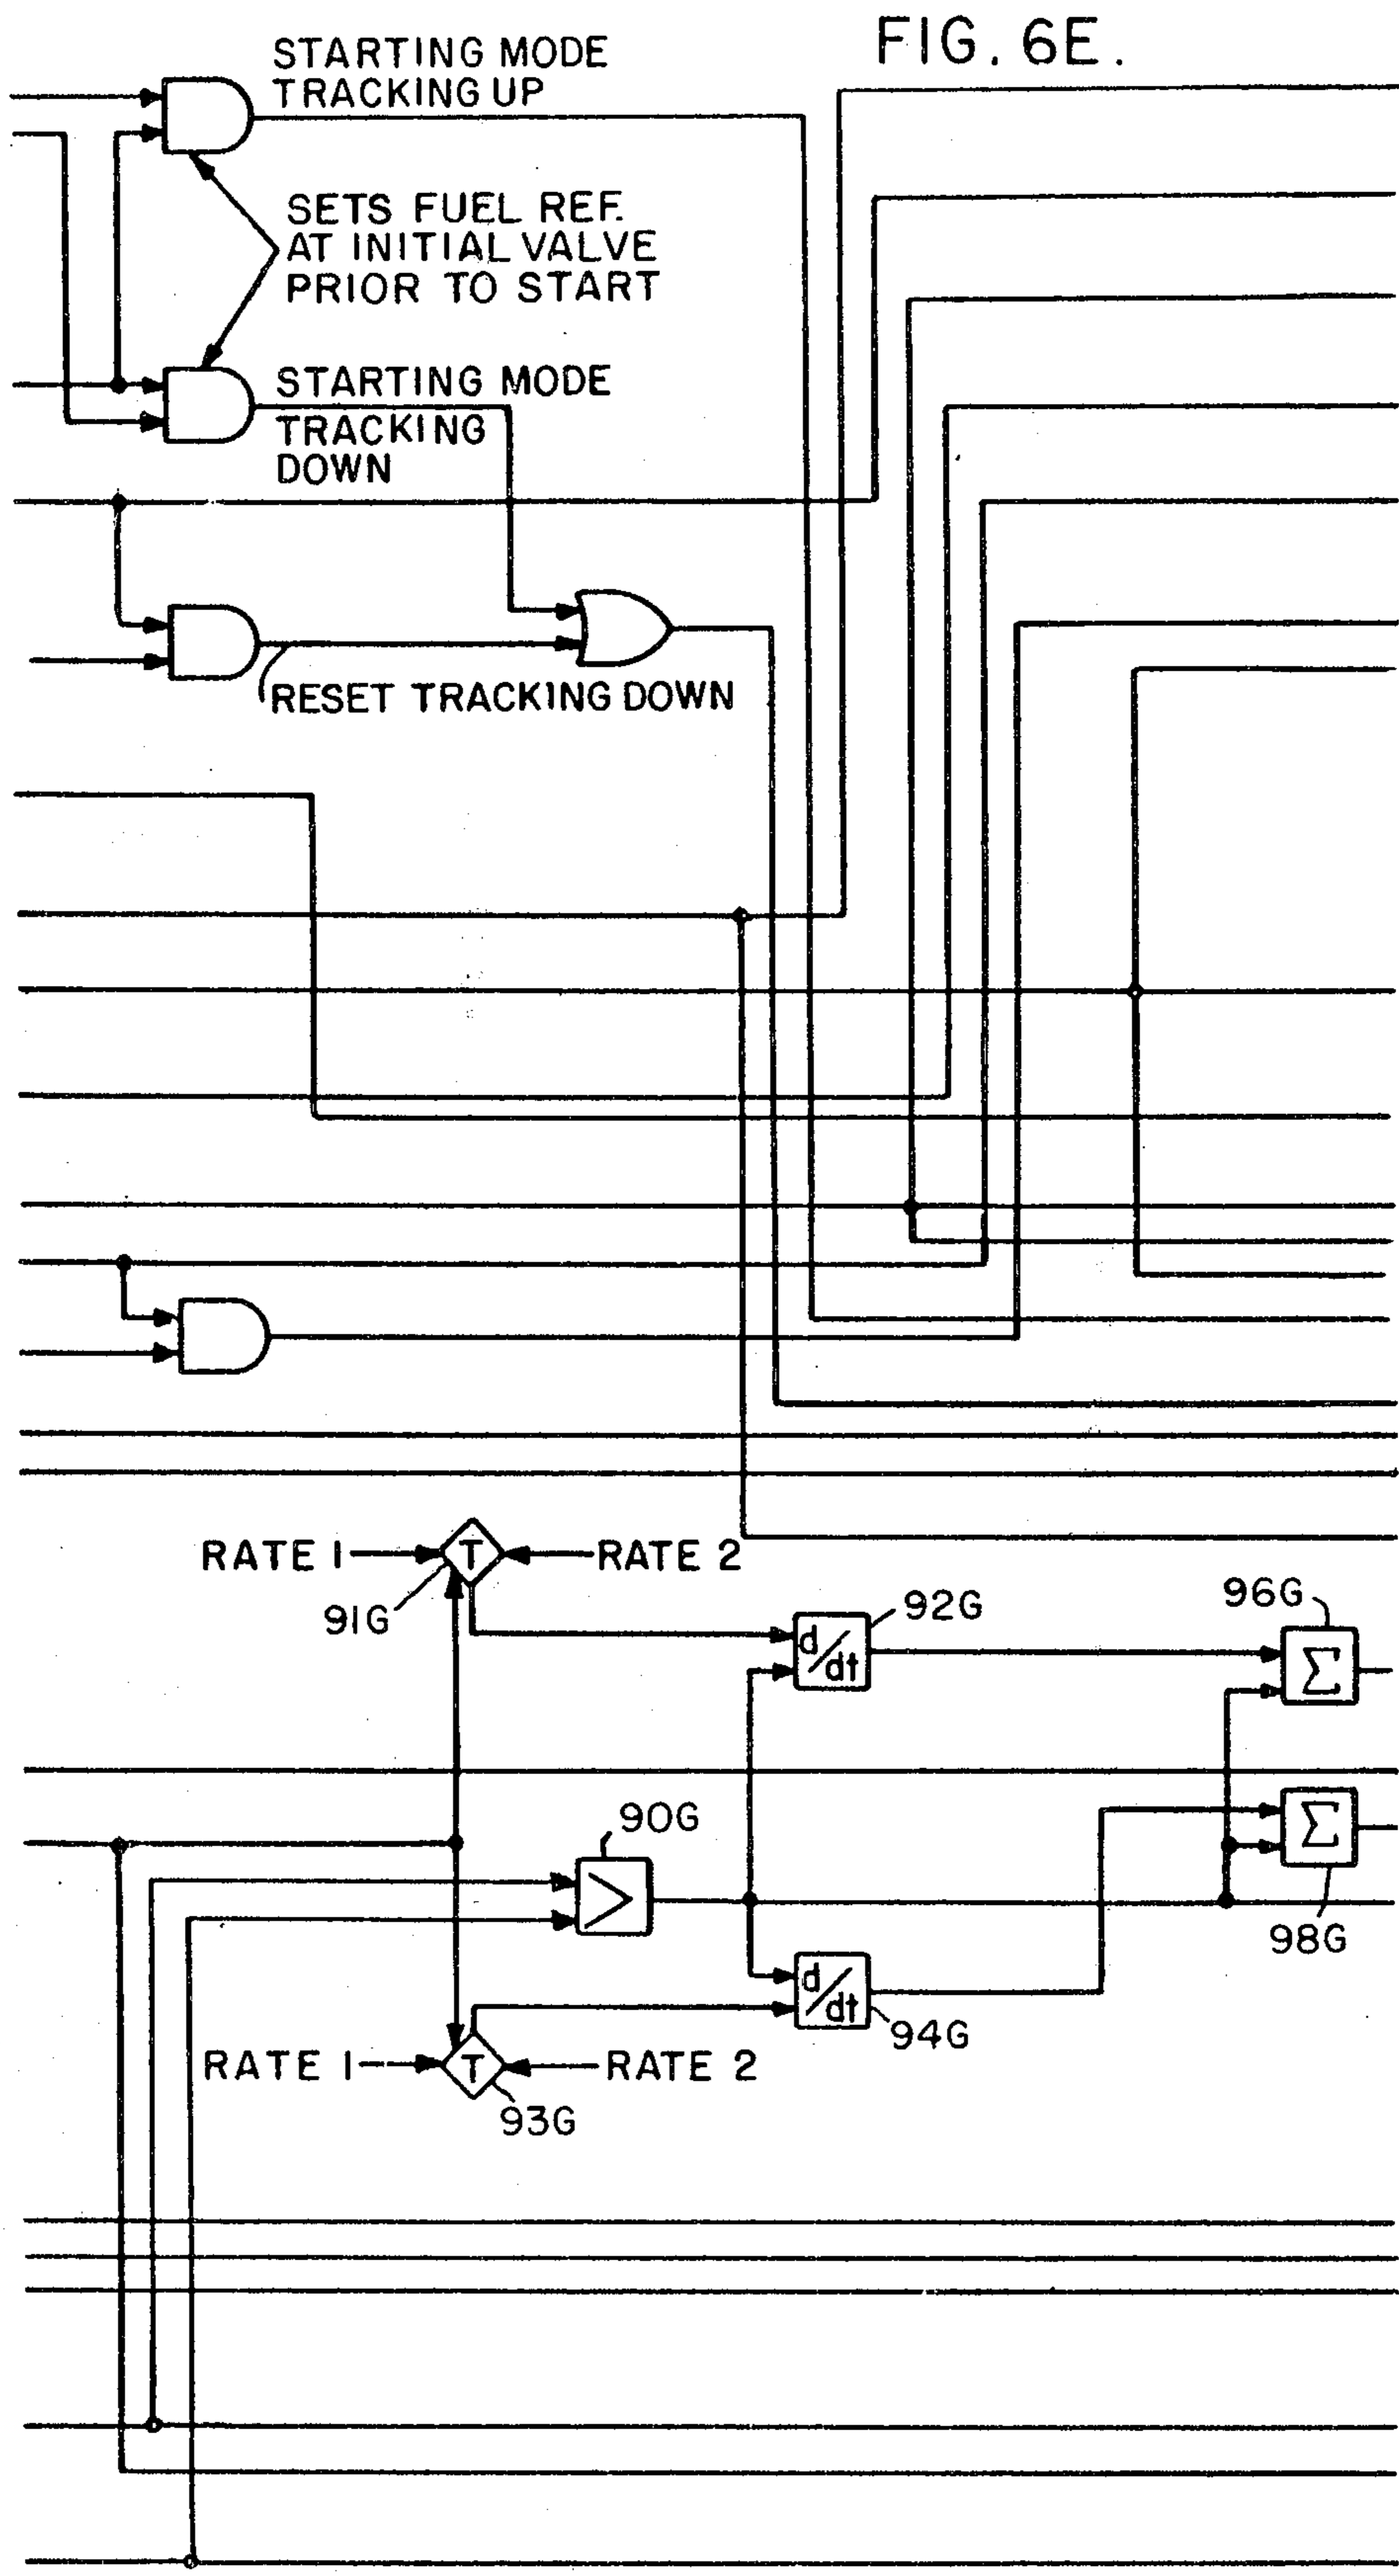 FIG. 6E.
STARTING MODE
TRACKING UP
SETS FUEL REF.
AT INITIAL VALVE
PRIOR TO START
STARTING MODE
TRACKING
DOWN
RESET TRACKING DOWN
RATE 1
T
RATE 2
91G
d/dt
92G
96G
Σ
90G
>
Σ
98G
d/dt
94G
RATE 1
T
RATE 2
93G